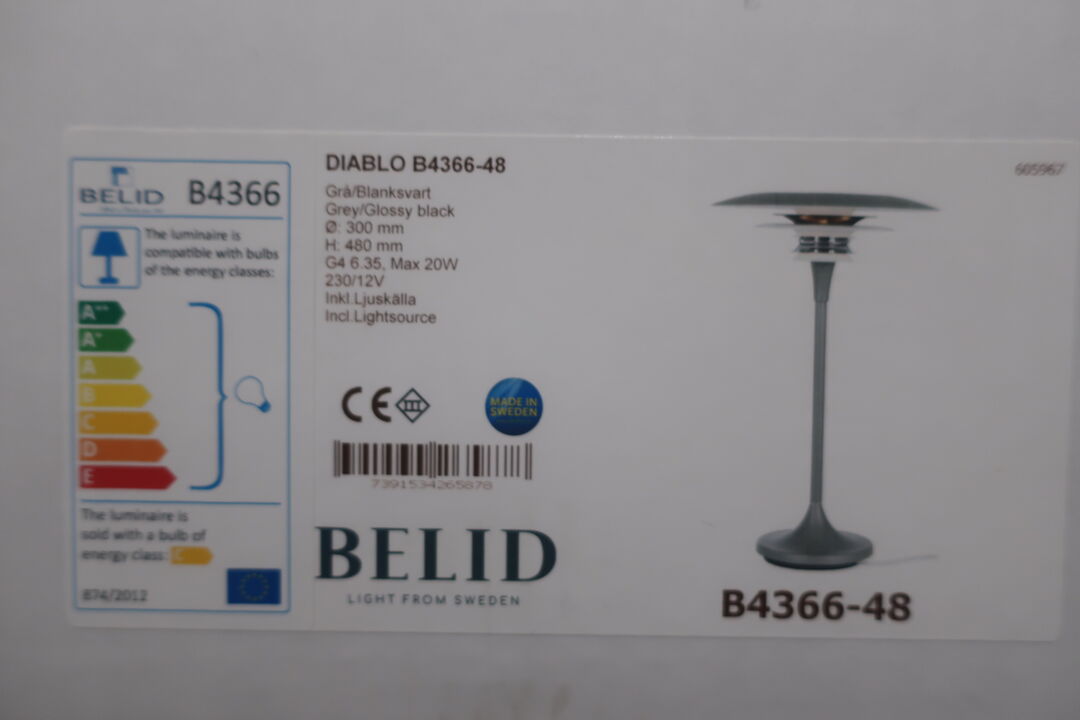 BELID B4366
The luminaire is
compatible with bulbs
of the energy classes:
A++
A+
A
B
C
D
E
The luminaire is
sold with a bulb of
energy class: C
874/2012
DIABLO B4366-48
Grå/Blanksvart
Grey/Glossy black
Ø: 300 mm
H: 480 mm
G4 6.35, Max 20W
230/12V
Inkl.Ljuskälla
Incl.Lightsource
CE
MADE IN
SWEDEN
7391534265878
BELID
LIGHT FROM SWEDEN
605967
B4366-48